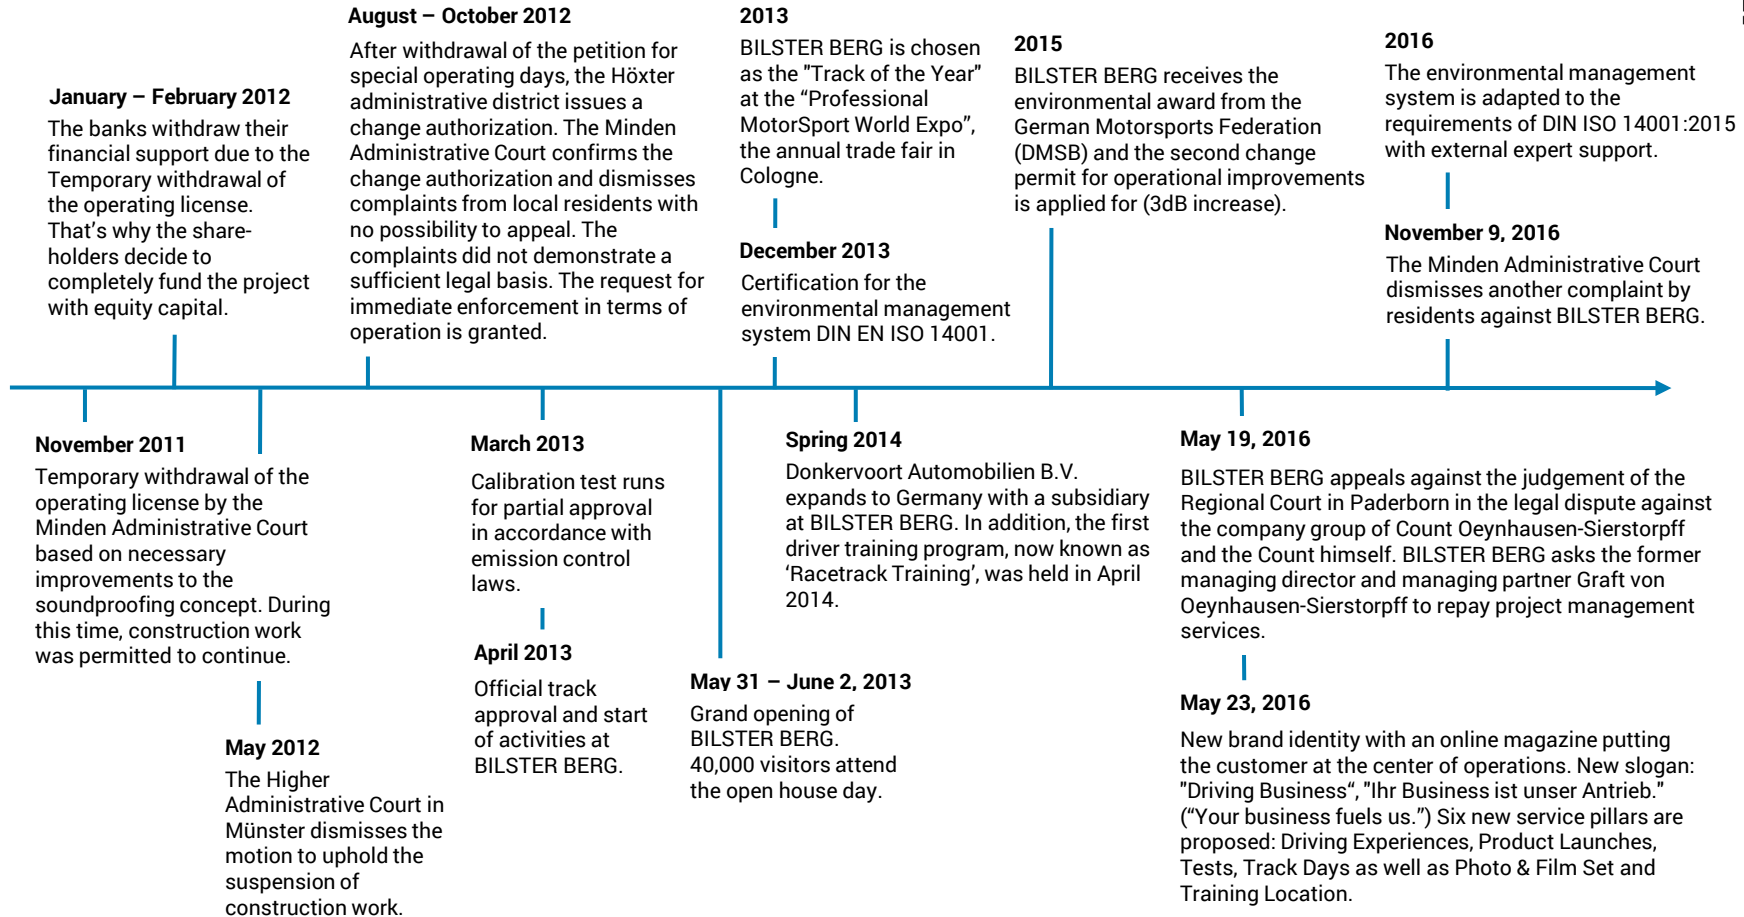 January – February 2012
The banks withdraw their
financial support due to the
Temporary withdrawal of
the operating license.
That's why the share-
holders decide to
completely fund the project
with equity capital.
August – October 2012
After withdrawal of the petition for
special operating days, the Höxter
administrative district issues a
change authorization. The Minden
Administrative Court confirms the
change authorization and dismisses
complaints from local residents with
no possibility to appeal. The
complaints did not demonstrate a
sufficient legal basis. The request for
immediate enforcement in terms of
operation is granted.
2013
BILSTER BERG is chosen
as the "Track of the Year"
at the “Professional
MotorSport World Expo”,
the annual trade fair in
Cologne.
December 2013
Certification for the
environmental management
system DIN EN ISO 14001.
2015
BILSTER BERG receives the
environmental award from the
German Motorsports Federation
(DMSB) and the second change
permit for operational improvements
is applied for (3dB increase).
2016
The environmental management
system is adapted to the
requirements of DIN ISO 14001:2015
with external expert support.
November 9, 2016
The Minden Administrative Court
dismisses another complaint by
residents against BILSTER BERG.
November 2011
Temporary withdrawal of the
operating license by the
Minden Administrative Court
based on necessary
improvements to the
soundproofing concept. During
this time, construction work
was permitted to continue.
May 2012
The Higher
Administrative Court in
Münster dismisses the
motion to uphold the
suspension of
construction work.
March 2013
Calibration test runs
for partial approval
in accordance with
emission control
laws.
April 2013
Official track
approval and start
of activities at
BILSTER BERG.
May 31 – June 2, 2013
Grand opening of
BILSTER BERG.
40,000 visitors attend
the open house day.
Spring 2014
Donkervoort Automobilien B.V.
expands to Germany with a subsidiary
at BILSTER BERG. In addition, the first
driver training program, now known as
‘Racetrack Training’, was held in April
2014.
May 19, 2016
BILSTER BERG appeals against the judgement of the
Regional Court in Paderborn in the legal dispute against
the company group of Count Oeynhausen-Sierstorpff
and the Count himself. BILSTER BERG asks the former
managing director and managing partner Graft von
Oeynhausen-Sierstorpff to repay project management
services.
May 23, 2016
New brand identity with an online magazine putting
the customer at the center of operations. New slogan:
"Driving Business“, "Ihr Business ist unser Antrieb."
(“Your business fuels us.”) Six new service pillars are
proposed: Driving Experiences, Product Launches,
Tests, Track Days as well as Photo & Film Set and
Training Location.